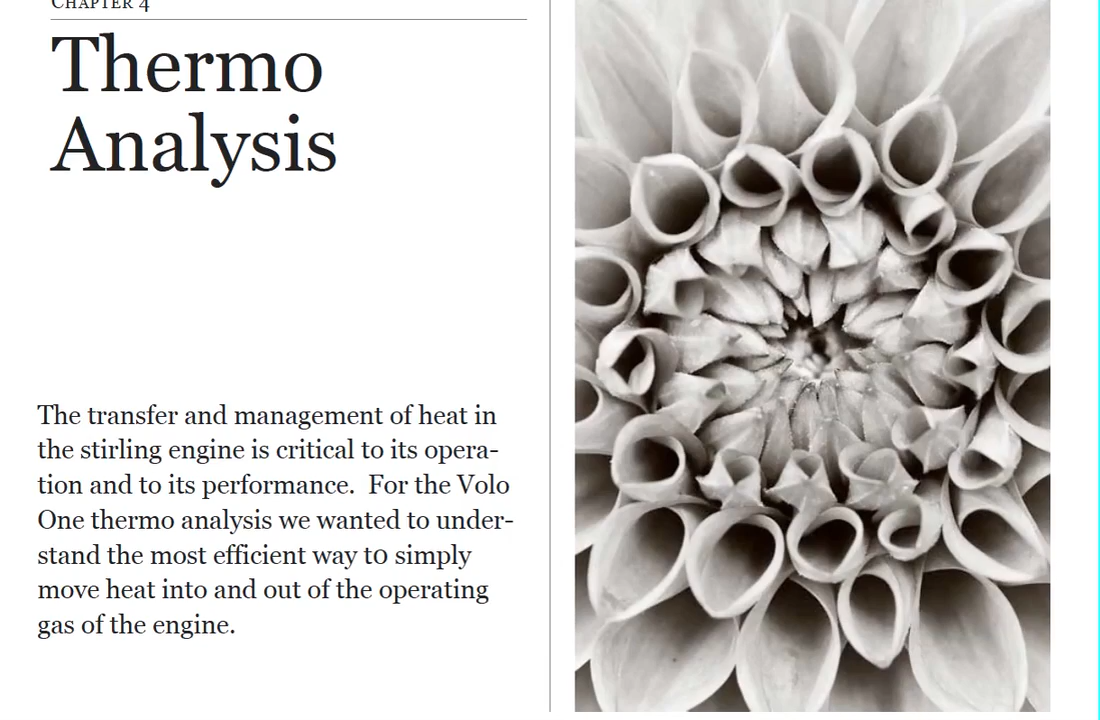 CHAPTER 4
Thermo
Analysis
The transfer and management of heat in
the stirling engine is critical to its opera-
tion and to its performance.  For the Volo
One thermo analysis we wanted to under-
stand the most efficient way to simply
move heat into and out of the operating
gas of the engine.